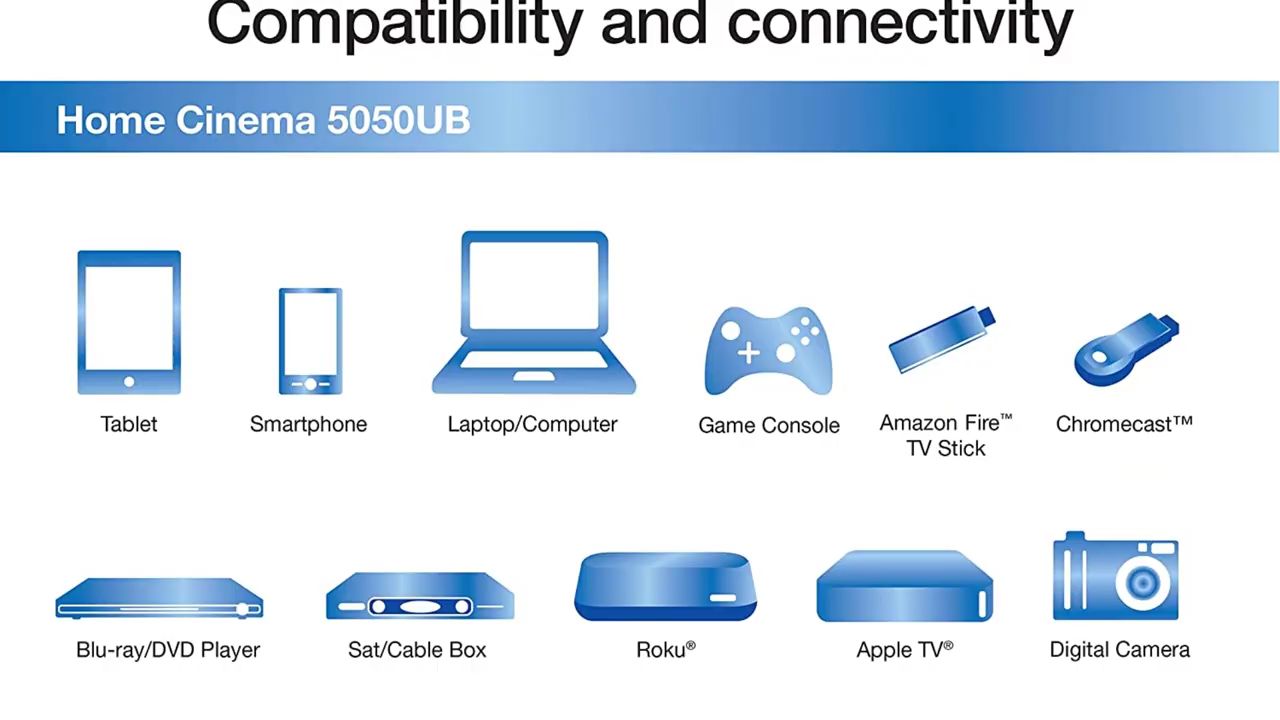 Compatibility and connectivity
Home Cinema 5050UB
Tablet
Smartphone
Laptop/Computer
Game Console
Amazon Fire™
TV Stick
Chromecast™
Blu-ray/DVD Player
Sat/Cable Box
Roku®
Apple TV®
Digital Camera